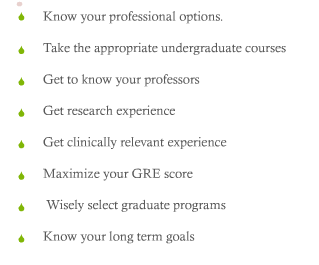 Know your professional options.
Take the appropriate undergraduate courses
Get to know your professors
Get research experience
Get clinically relevant experience
Maximize your GRE score
Wisely select graduate programs
Know your long term goals